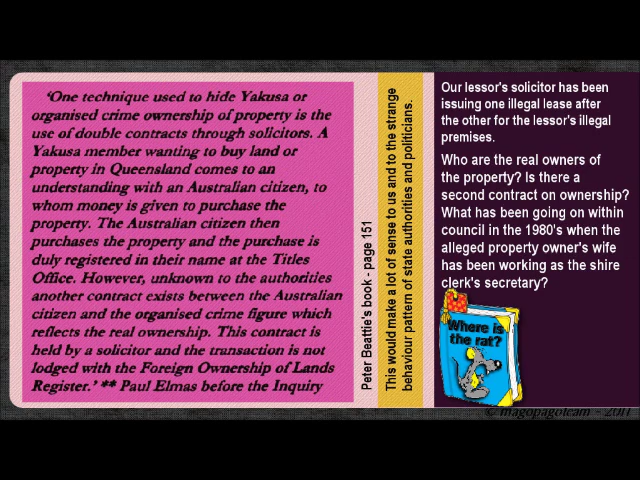 ‘One technique used to hide Yakusa or
organised crime ownership of property is the
use of double contracts through solicitors. A
Yakusa member wanting to buy land or
property in Queensland comes to an
understanding with an Australian citizen, to
whom money is given to purchase the
property. The Australian citizen then
purchases the property and the purchase is
duly registered in their name at the Titles
Office. However, unknown to the authorities
another contract exists between the Australian
citizen and the organised crime figure which
reflects the real ownership. This contract is
held by a solicitor and the transaction is not
lodged with the Foreign Ownership of Lands
Register.’ ** Paul Elmas before the Inquiry
Peter Beattie's book - page 151
This would make a lot of sense to us and to the strange
behaviour pattern of state authorities and politicians.
Our lessor's solicitor has been
issuing one illegal lease after
the other for the lessor's illegal
premises.
Who are the real owners of
the property? Is there a
second contract on ownership?
What has been going on within
council in the 1980's when the
alleged property owner's wife
has been working as the shire
clerk's secretary?
Where is
the rat?
© magopagoteam - 2011